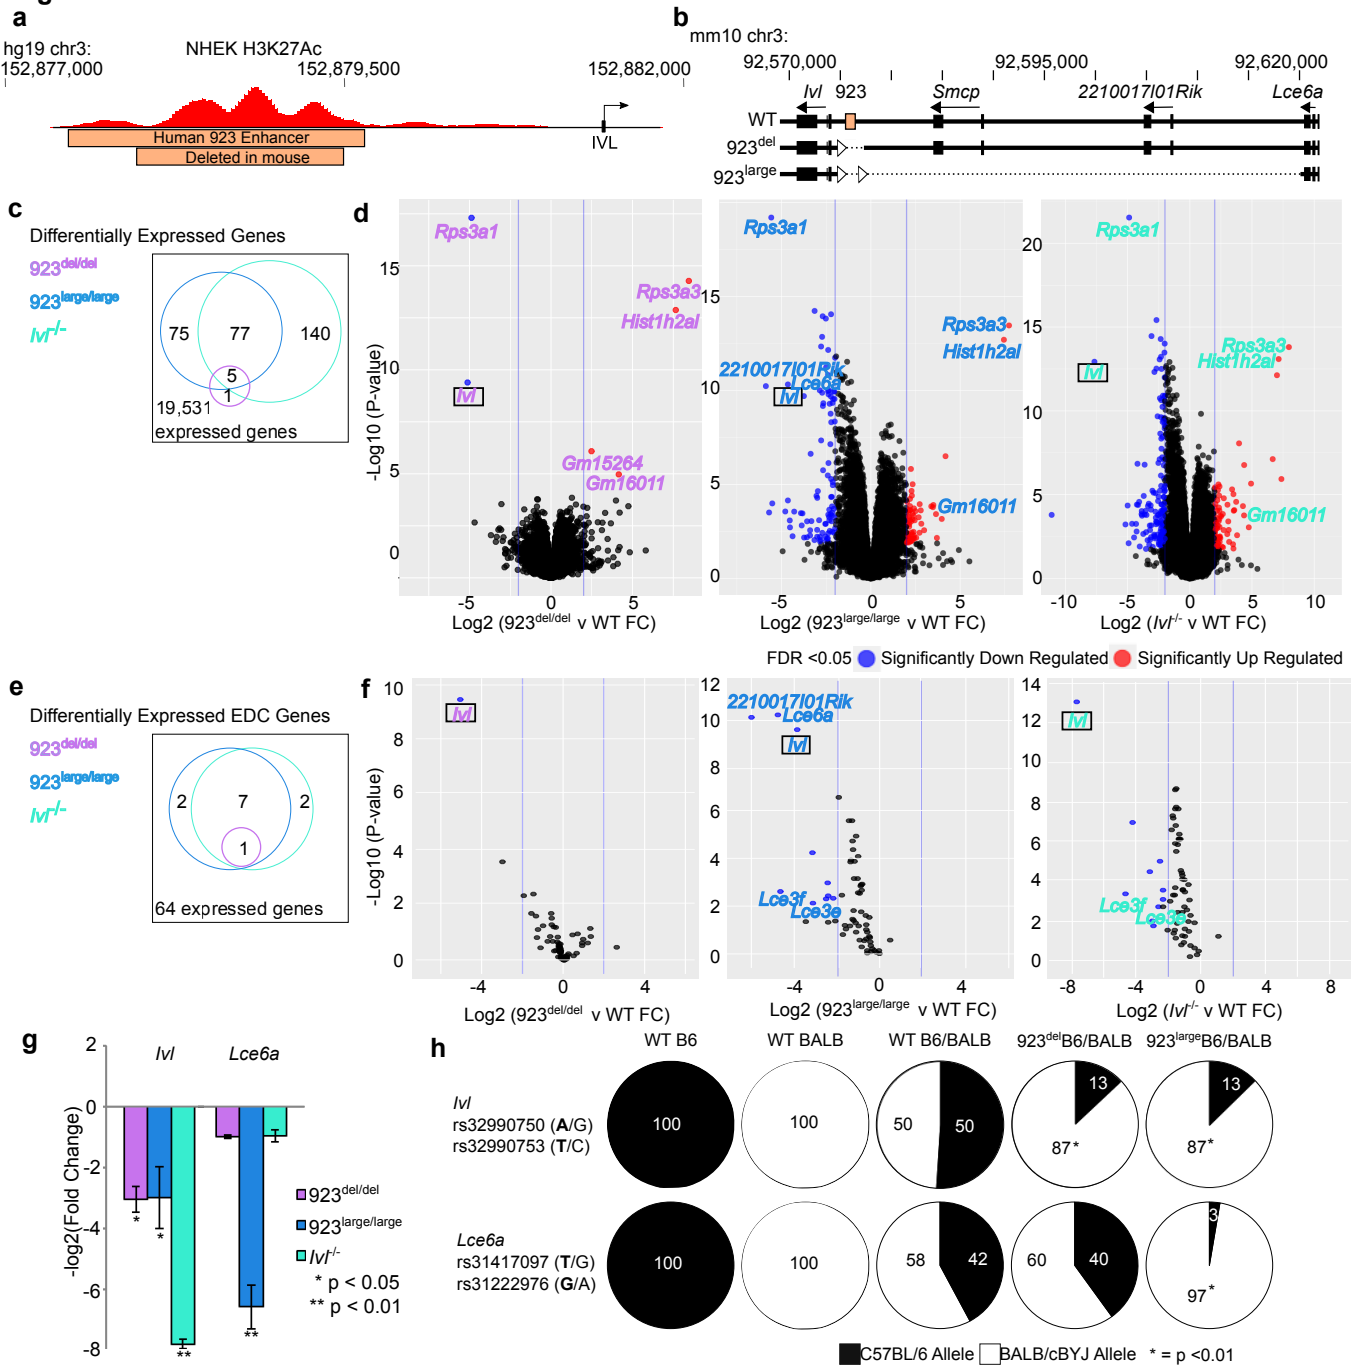 a
hg19 chr3:
NHEK H3K27Ac
152,877,000
152,879,500
152,882,000
Human 923 Enhancer
Deleted in mouse
IVL
b
mm10 chr3:
92,570,000
92,595,000
92,620,000
Ivl
923
Smcp
2210017I01Rik
Lce6a
WT
923del
923large
c
Differentially Expressed Genes
923del/del
923large/large
Ivl-/-
75
77
140
5
1
19,531
expressed genes
d
-Log10 (P-value)
15
10
5
0
Rps3a1
Rps3a3
Hist1h2al
Ivl
Gm15264
Gm16011
-5
0
5
Log2 (923del/del v WT FC)
15
10
5
0
Rps3a1
Rps3a3
Hist1h2al
2210017I01Rik
Lce6a
Ivl
Gm16011
-5
0
5
Log2 (923large/large v WT FC)
20
15
10
5
0
Rps3a1
Rps3a3
Hist1h2al
Ivl
Gm16011
-10
-5
0
5
10
Log2 (Ivl-/- v WT FC)
FDR <0.05
Significantly Down Regulated
Significantly Up Regulated
e
Differentially Expressed EDC Genes
923del/del
923large/large
Ivl-/-
2
7
2
1
64 expressed genes
f
-Log10 (P-value)
10
8
6
4
2
0
Ivl
-4
0
4
Log2 (923del/del v WT FC)
12
10
8
6
4
2
0
2210017I01Rik
Lce6a
Ivl
Lce3f
Lce3e
-4
0
4
Log2 (923large/large v WT FC)
14
12
10
8
6
4
2
0
Ivl
Lce3f
Lce3e
-8
-4
0
4
8
Log2 (Ivl-/- v WT FC)
g
-log2(Fold Change)
2
0
-2
-4
-6
-8
Ivl
Lce6a
*
*
**
**
923del/del
923large/large
Ivl-/-
* p < 0.05
** p < 0.01
h
WT B6
WT BALB
WT B6/BALB
923delB6/BALB
923largeB6/BALB
Ivl
rs32990750 (A/G)
rs32990753 (T/C)
100
100
50
50
13
87*
13
87*
Lce6a
rs31417097 (T/G)
rs31222976 (G/A)
100
100
58
42
60
40
3
97*
C57BL/6 Allele
BALB/cBYJ Allele
* = p <0.01